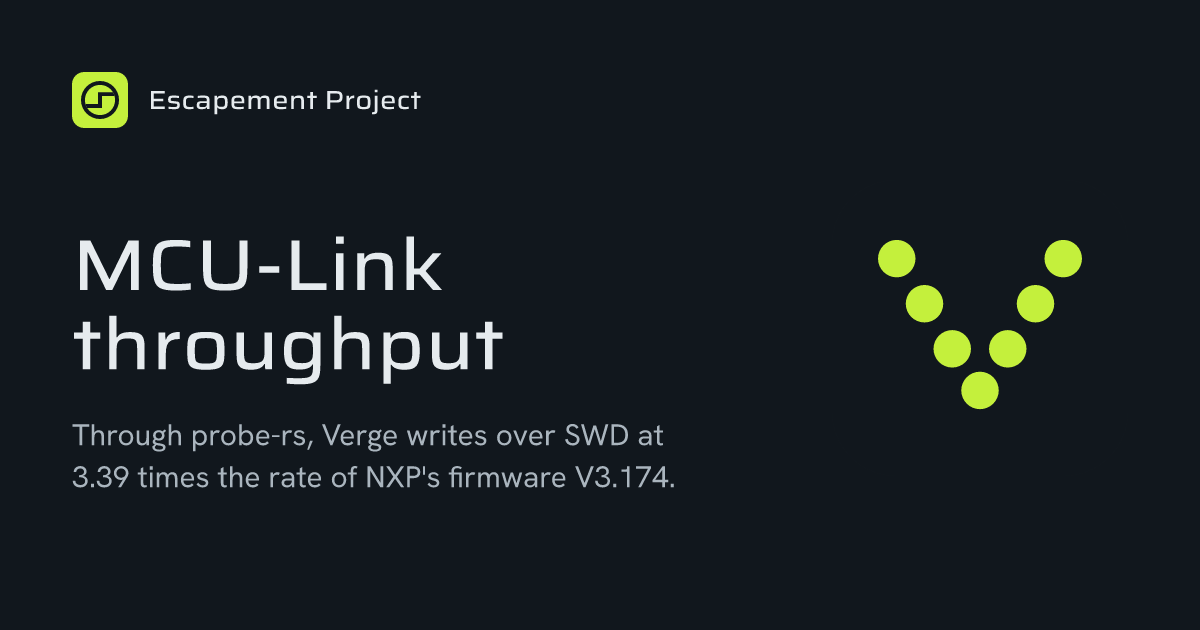 Escapement Project
MCU-Link
throughput
Through probe-rs, Verge writes over SWD at
3.39 times the rate of NXP's firmware V3.174.